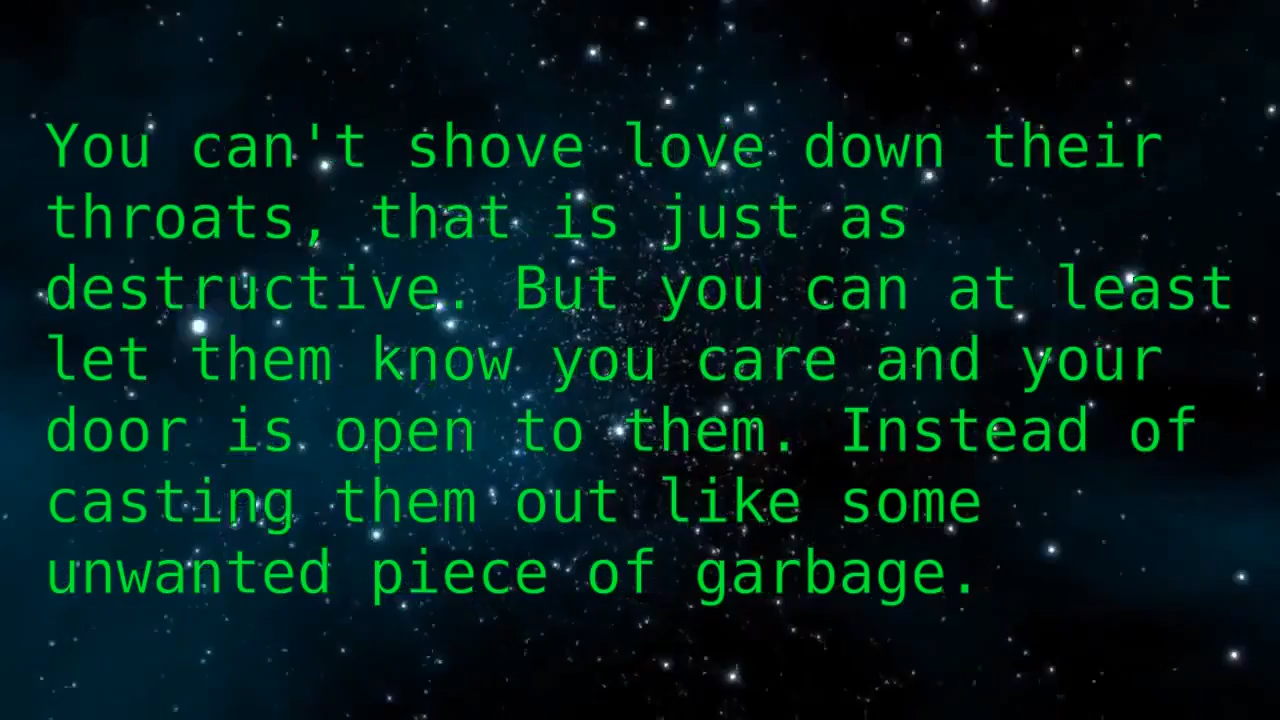 You can't shove love down their
throats, that is just as
destructive. But you can at least
let them know you care and your
door is open to them. Instead of
casting them out like some
unwanted piece of garbage.